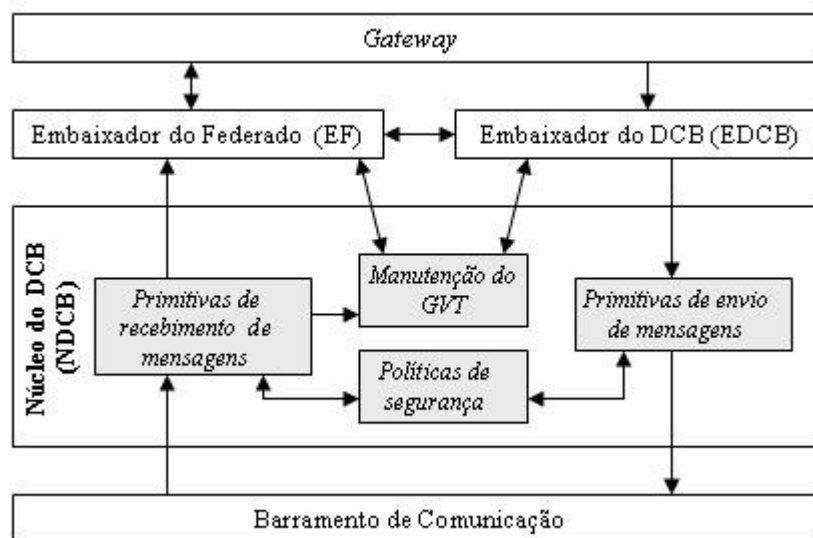 Gateway
Embaixador do Federado (EF)
Embaixador do DCB (EDCB)
Núcleo do DCB
(NDCB)
Primitivas de
recebimento de
mensagens
Manutenção do
GVT
Políticas de
segurança
Primitivas de envio
de mensagens
Barramento de Comunicação